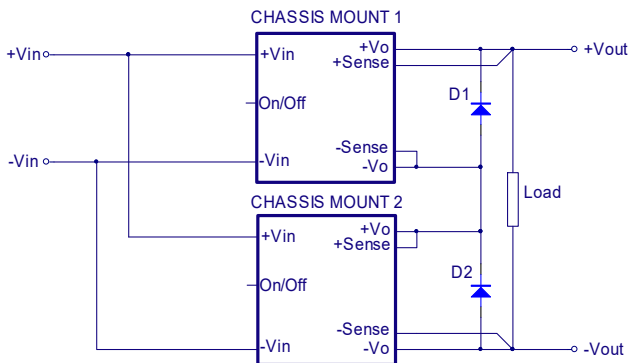 CHASSIS MOUNT 1
+Vin
+Vin
+Vo
+Sense
+Vout
D1
On/Off
-Sense
-Vin
-Vin
-Vo
Load
CHASSIS MOUNT 2
+Vin
+Vo
+Sense
D2
On/Off
-Sense
-Vin
-Vo
-Vout